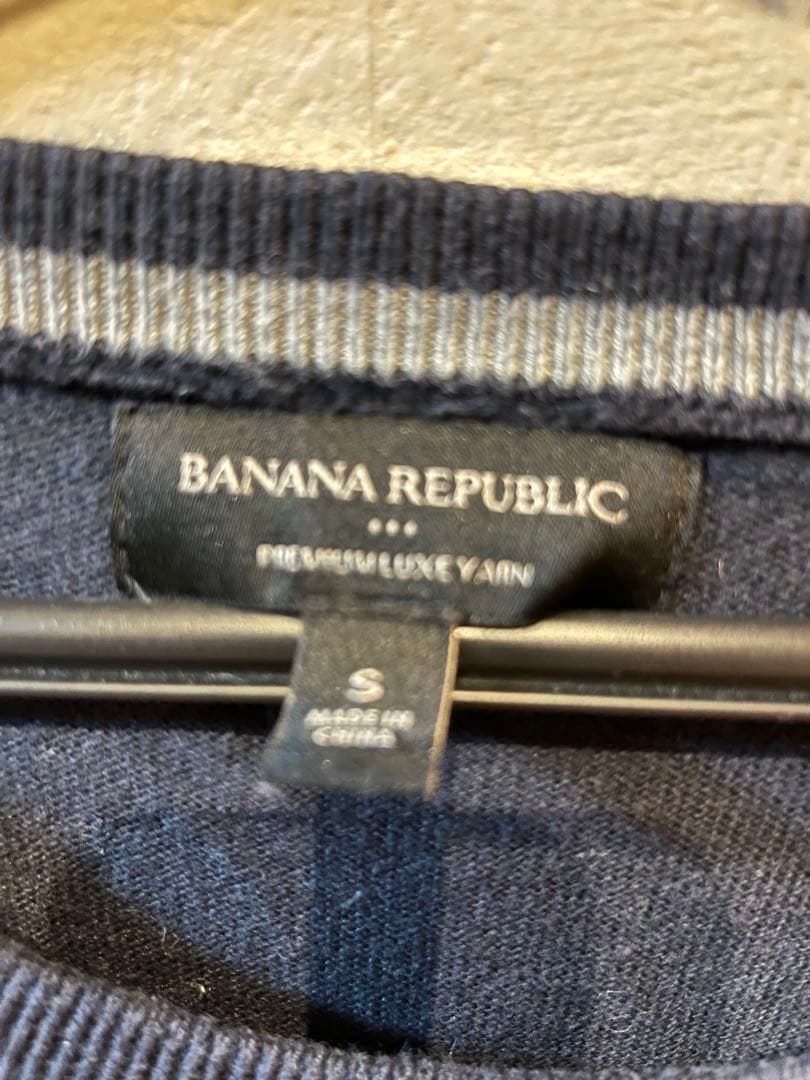 BANANA REPUBLIC
•••
PREMIUM LUXE YARN
S
MADE IN
CHINA